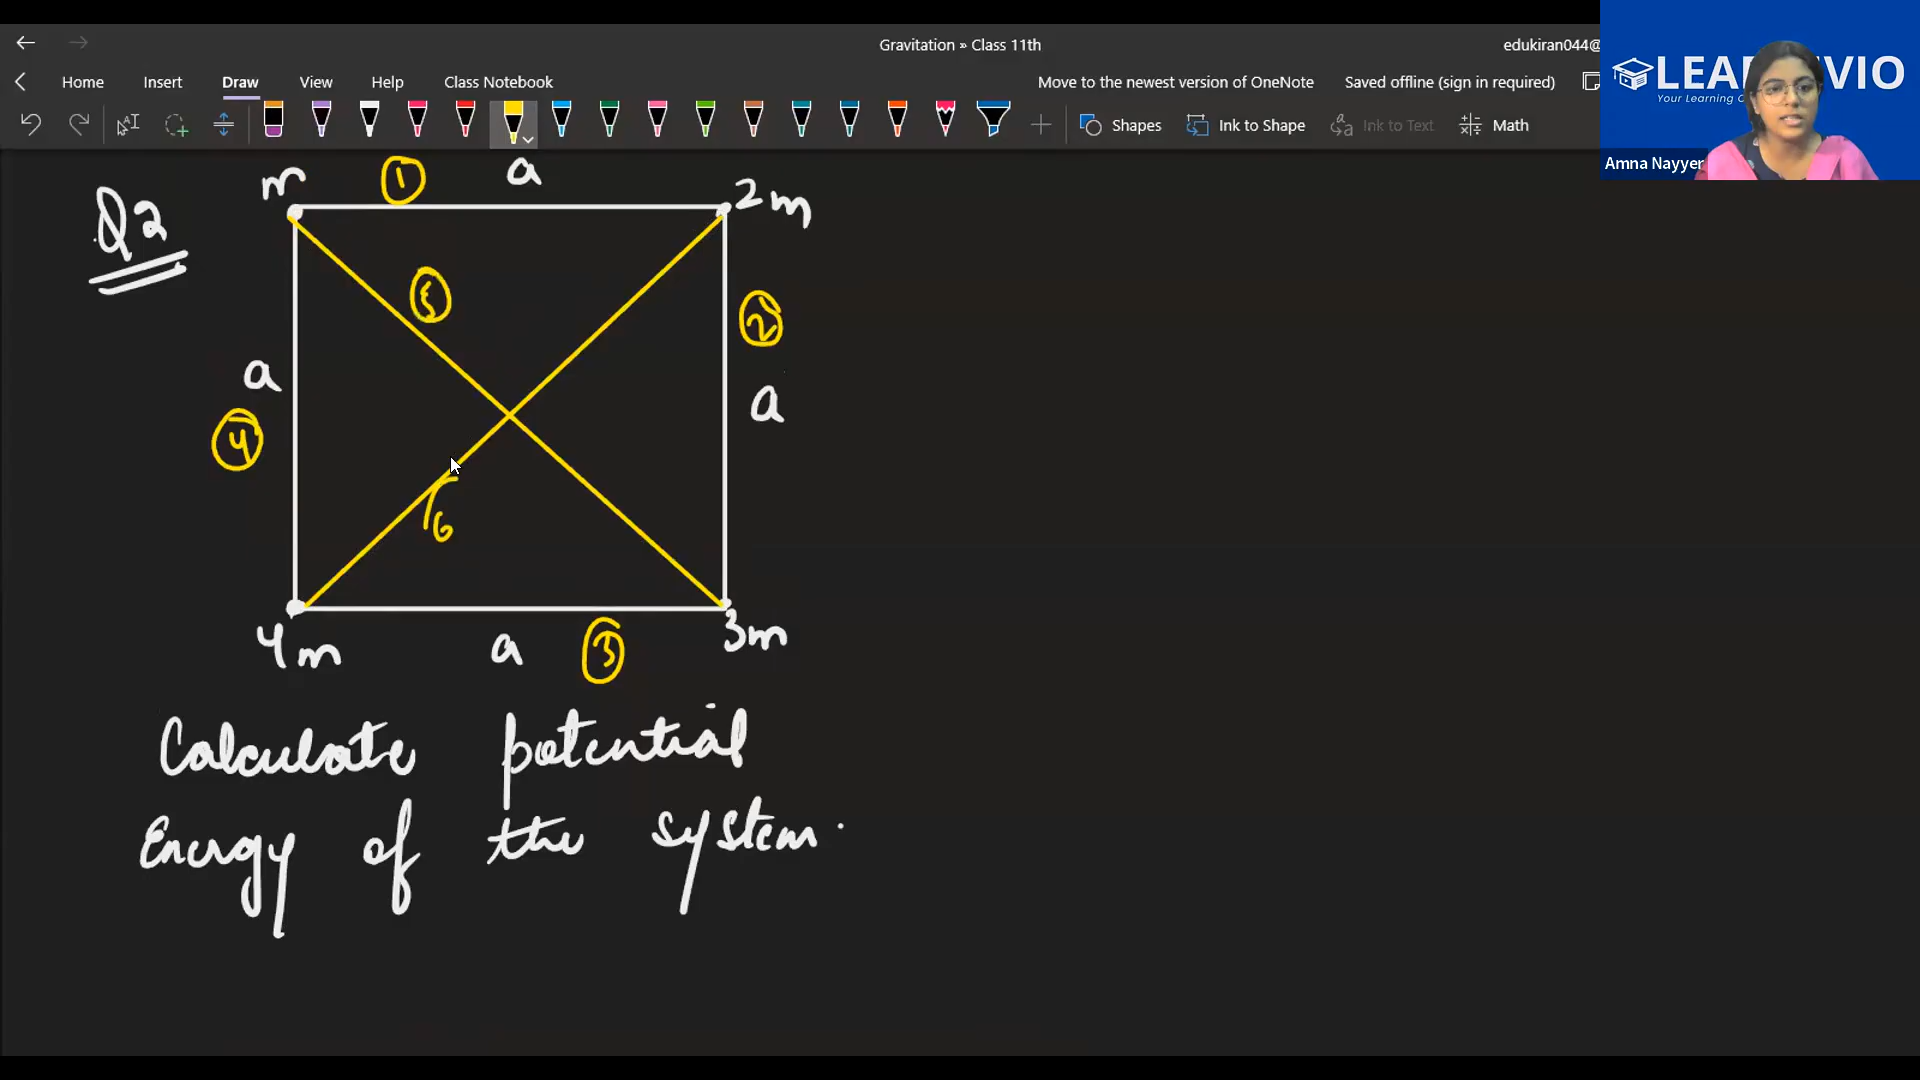 Gravitation » Class 11th
edukiran044@
Home Insert Draw View Help Class Notebook
Move to the newest version of OneNote Saved offline (sign in required)
Shapes Ink to Shape Ink to Text Math
Your Learning C
Amna Nayyer
Q2
m 1 a 2m
5
2
a
a
4
6
4m a 3 3m
Calculate potential
Energy of the system.